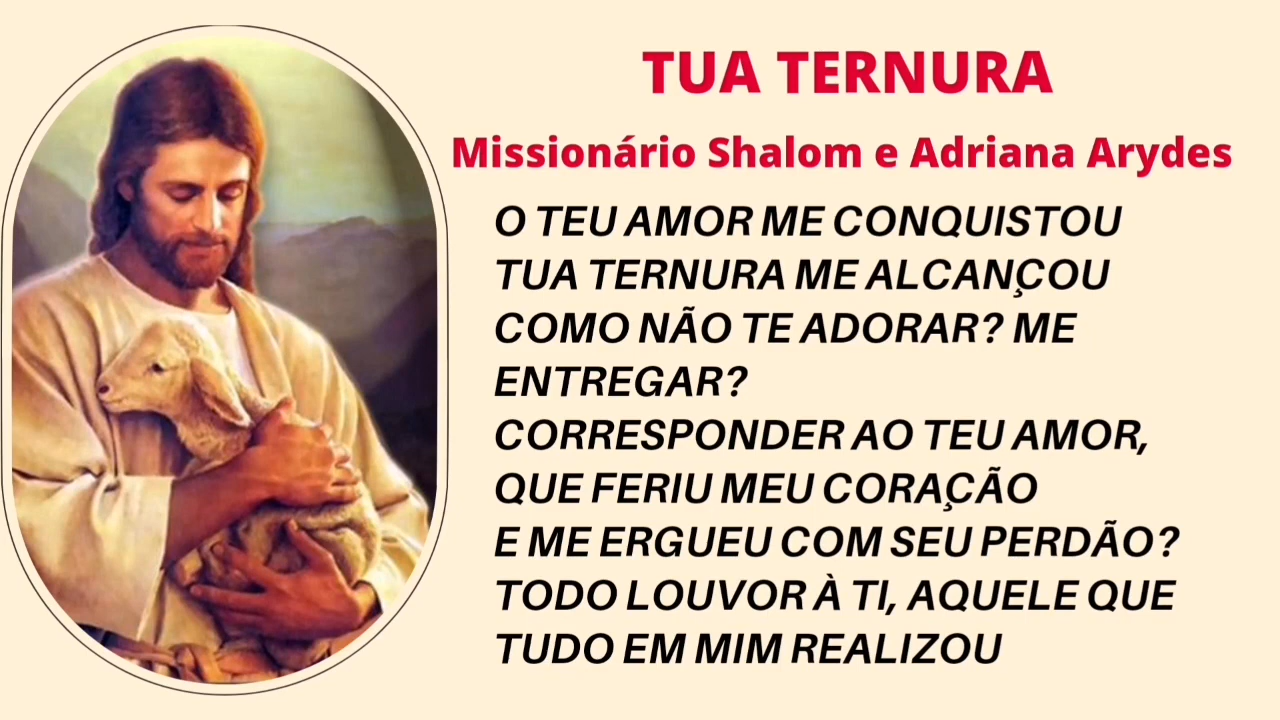 TUA TERNURA
Missionário Shalom e Adriana Arydes
O TEU AMOR ME CONQUISTOU
TUA TERNURA ME ALCANÇOU
COMO NÃO TE ADORAR? ME
ENTREGAR?
CORRESPONDER AO TEU AMOR,
QUE FERIU MEU CORAÇÃO
E ME ERGUEU COM SEU PERDÃO?
TODO LOUVOR À TI, AQUELE QUE
TUDO EM MIM REALIZOU